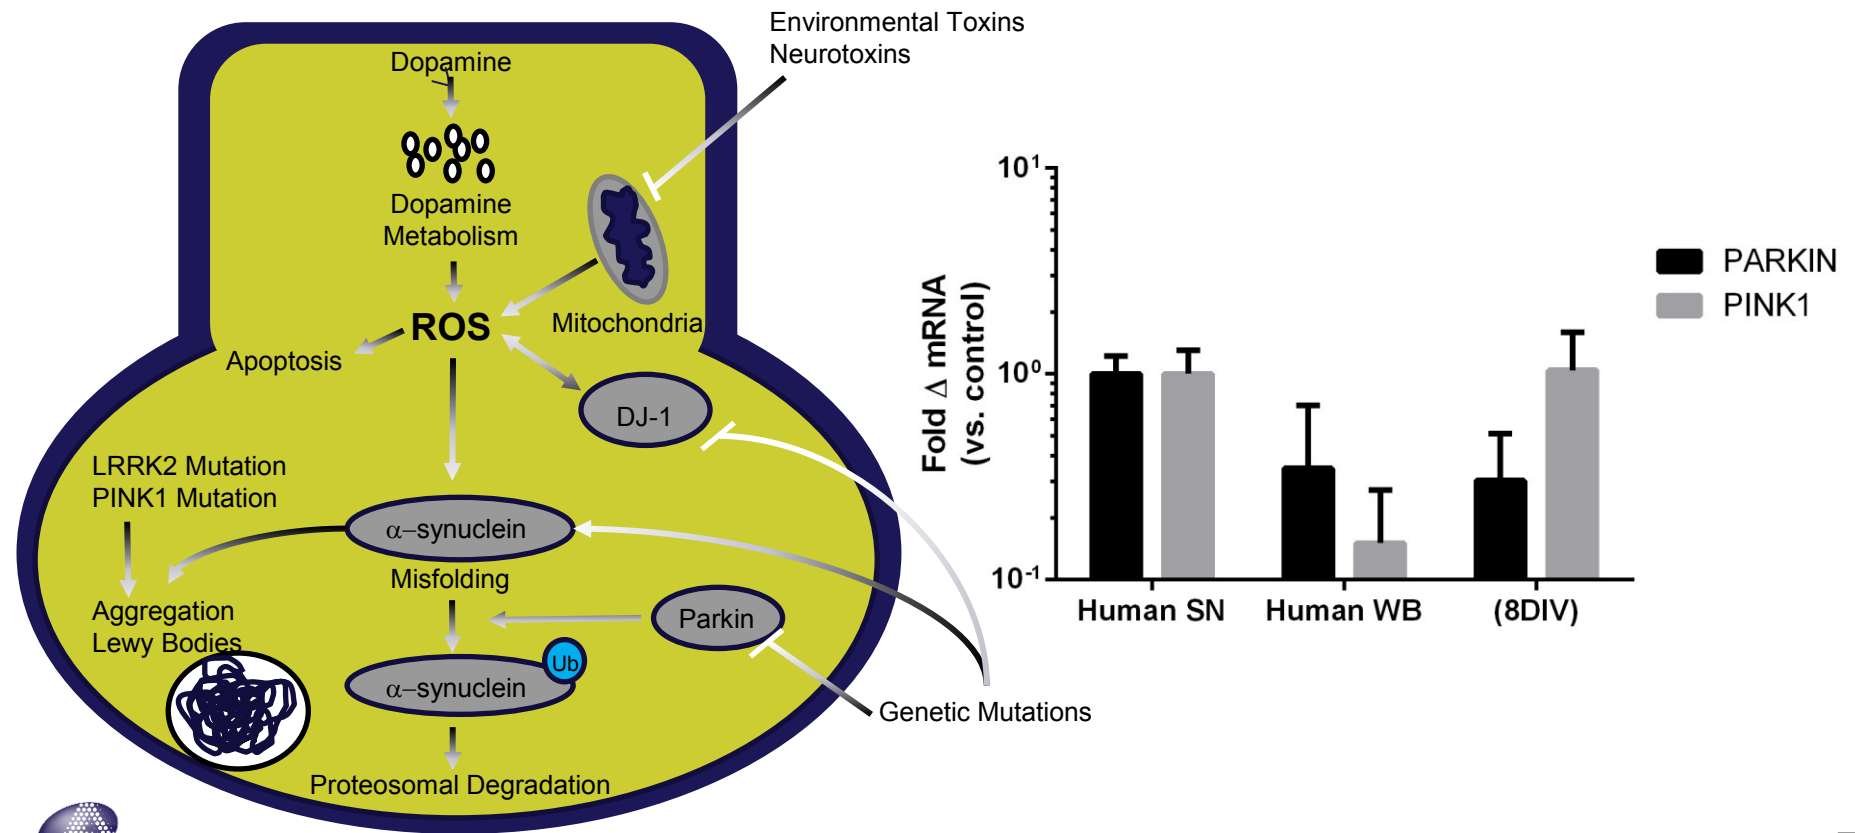 Environmental Toxins
Neurotoxins
Dopamine
Dopamine
Metabolism
ROS
Mitochondria
Apoptosis
DJ-1
LRRK2 Mutation
PINK1 Mutation
α−synuclein
Misfolding
Aggregation
Lewy Bodies
Parkin
Ub
α−synuclein
Genetic Mutations
Proteosomal Degradation
Fold Δ mRNA
(vs. control)
10¹
10⁰
10⁻¹
Human SN
Human WB
(8DIV)
PARKIN
PINK1